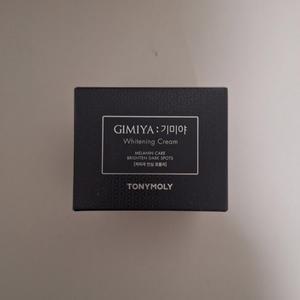 GIMIYA : 기미야
Whitening Cream
MELANIN CARE
BRIGHTEN DARK SPOTS
TONYMOLY